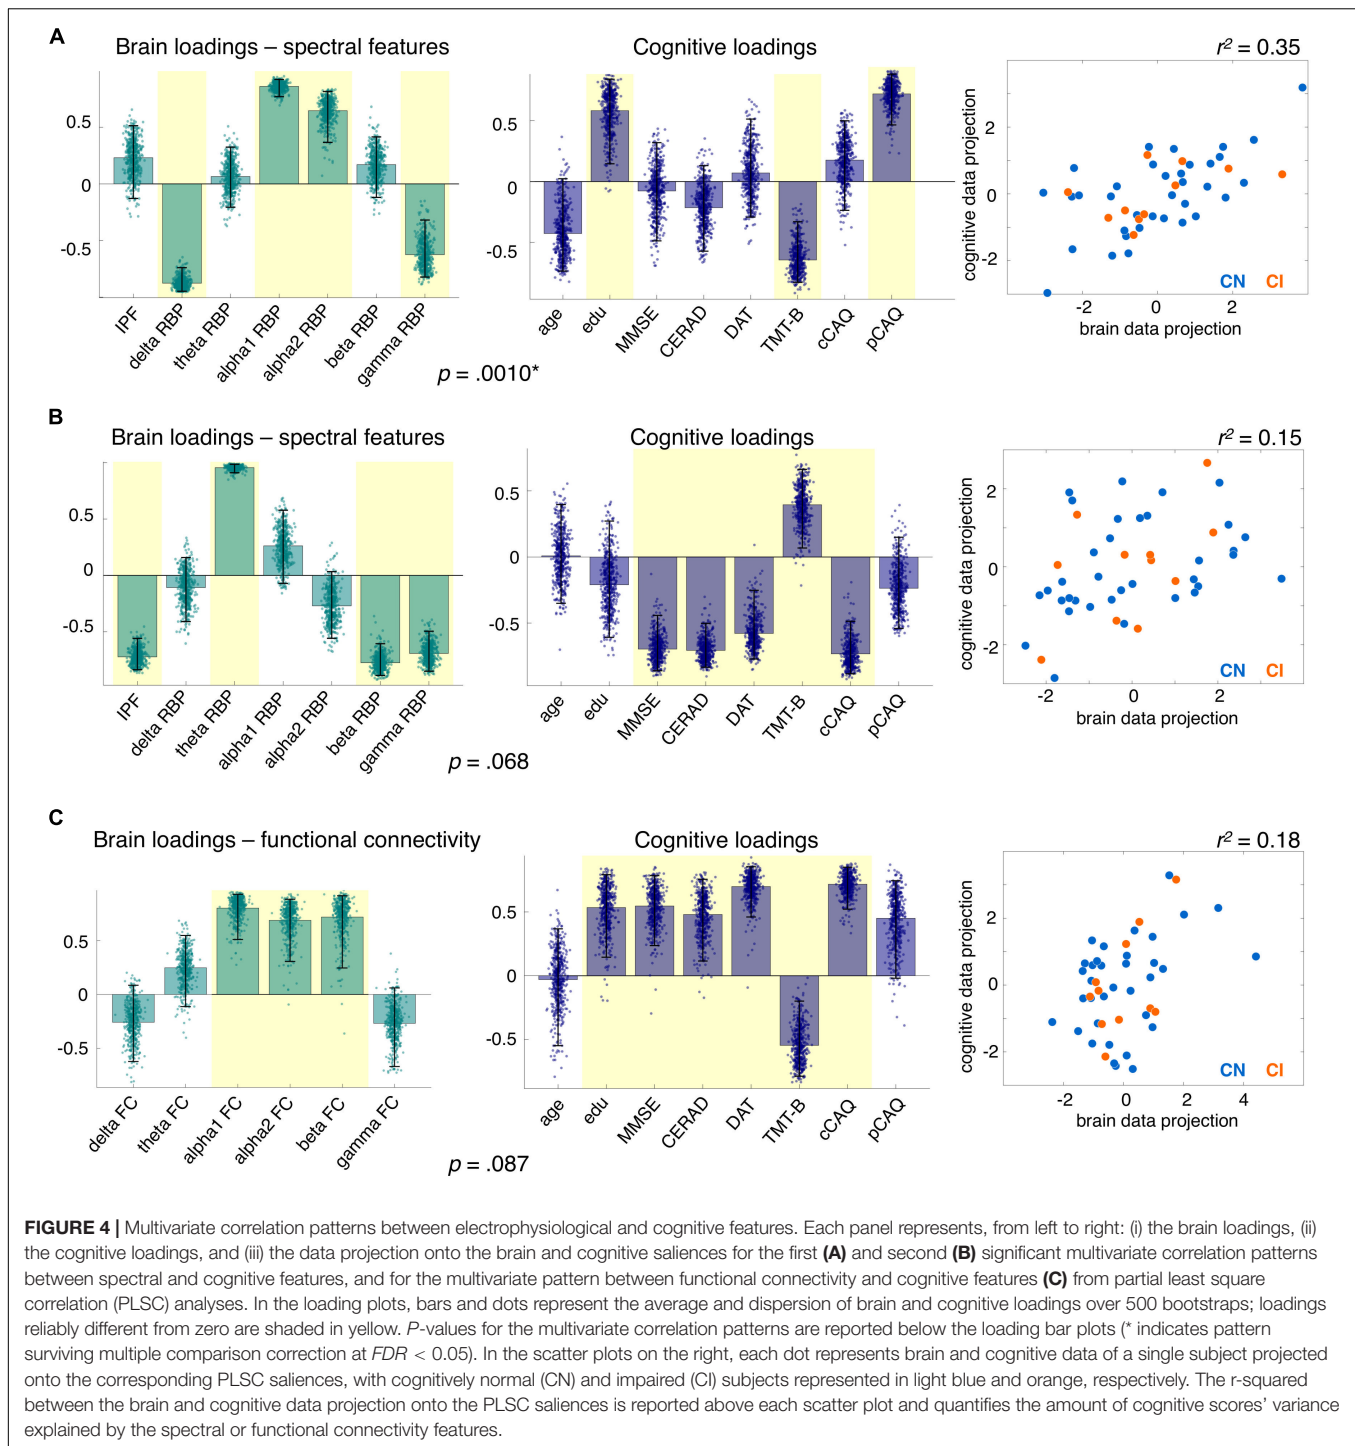 A
Brain loadings – spectral features
Cognitive loadings
r² = 0.35
0.5
0
-0.5
IPF
delta RBP
theta RBP
alpha1 RBP
alpha2 RBP
beta RBP
gamma RBP
0.5
0
-0.5
age
edu
MMSE
CERAD
DAT
TMT-B
cCAQ
pCAQ
cognitive data projection
2
0
-2
CN CI
-2 0 2
brain data projection
p = .0010*
B
Brain loadings – spectral features
Cognitive loadings
r² = 0.15
0.5
0
-0.5
IPF
delta RBP
theta RBP
alpha1 RBP
alpha2 RBP
beta RBP
gamma RBP
0.5
0
-0.5
age
edu
MMSE
CERAD
DAT
TMT-B
cCAQ
pCAQ
cognitive data projection
2
0
-2
CN CI
-2 0 2
brain data projection
p = .068
C
Brain loadings – functional connectivity
Cognitive loadings
r² = 0.18
0.5
0
-0.5
delta FC
theta FC
alpha1 FC
alpha2 FC
beta FC
gamma FC
0.5
0
-0.5
age
edu
MMSE
CERAD
DAT
TMT-B
cCAQ
pCAQ
cognitive data projection
2
0
-2
CN CI
-2 0 2 4
brain data projection
p = .087
FIGURE 4 | Multivariate correlation patterns between electrophysiological and cognitive features. Each panel represents, from left to right: (i) the brain loadings, (ii)
the cognitive loadings, and (iii) the data projection onto the brain and cognitive saliences for the first (A) and second (B) significant multivariate correlation patterns
between spectral and cognitive features, and for the multivariate pattern between functional connectivity and cognitive features (C) from partial least square
correlation (PLSC) analyses. In the loading plots, bars and dots represent the average and dispersion of brain and cognitive loadings over 500 bootstraps; loadings
reliably different from zero are shaded in yellow. P-values for the multivariate correlation patterns are reported below the loading bar plots (* indicates pattern
surviving multiple comparison correction at FDR < 0.05). In the scatter plots on the right, each dot represents brain and cognitive data of a single subject projected
onto the corresponding PLSC saliences, with cognitively normal (CN) and impaired (CI) subjects represented in light blue and orange, respectively. The r-squared
between the brain and cognitive data projection onto the PLSC saliences is reported above each scatter plot and quantifies the amount of cognitive scores' variance
explained by the spectral or functional connectivity features.